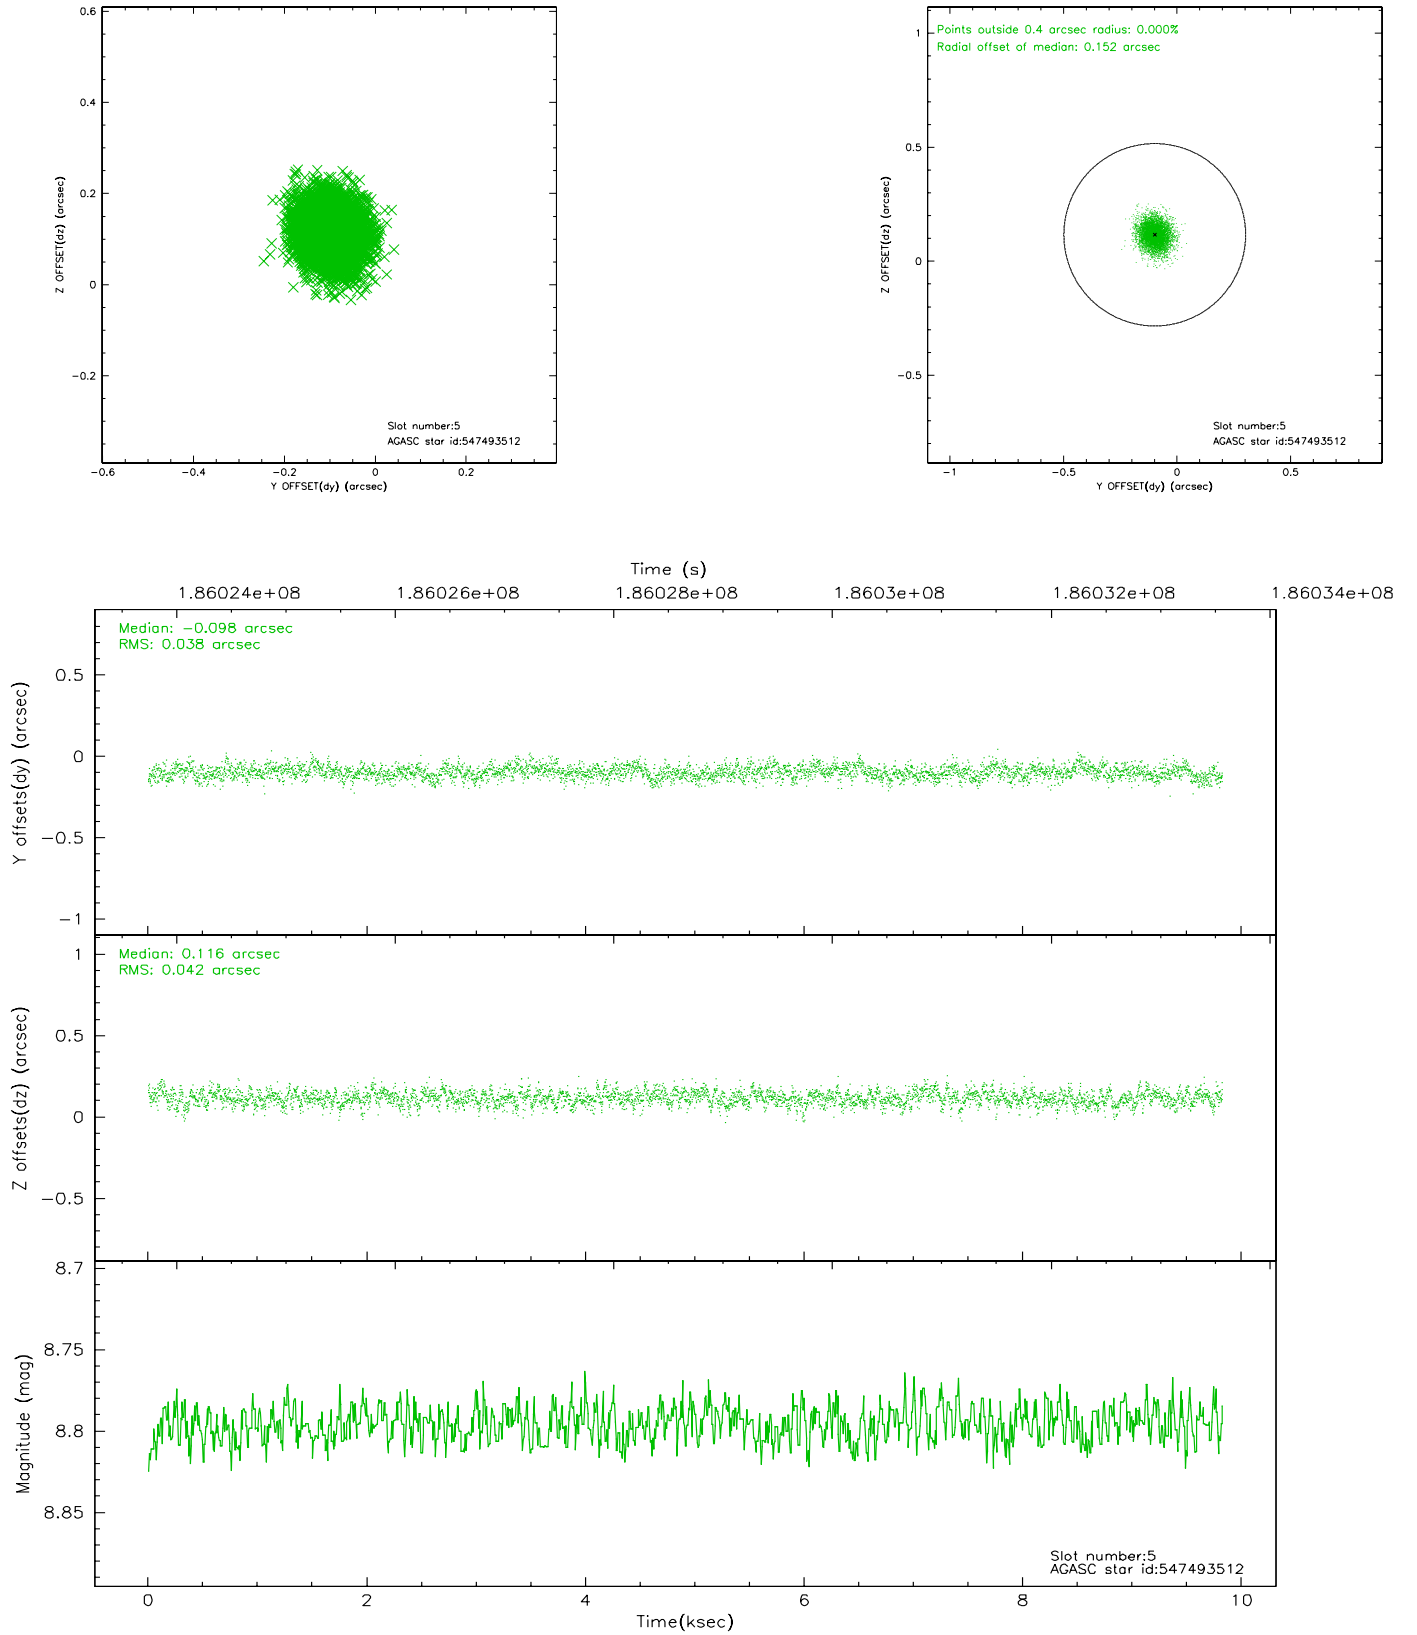 0.6
0.4
0.2
0
−0.2
Z OFFSET(dz) (arcsec)
Slot number:5
AGASC star id:547493512
−0.6 −0.4 −0.2 0 0.2
Y OFFSET(dy) (arcsec)
Points outside 0.4 arcsec radius: 0.000%
Radial offset of median: 0.152 arcsec
1
0.5
0
−0.5
Z OFFSET(dz) (arcsec)
Slot number:5
AGASC star id:547493512
−1 −0.5 0 0.5
Y OFFSET(dy) (arcsec)
Time (s)
1.86024e+08 1.86026e+08 1.86028e+08 1.8603e+08 1.86032e+08 1.86034e+08
Median: −0.098 arcsec
RMS: 0.038 arcsec
0.5
0
−0.5
−1
Y offsets(dy) (arcsec)
Median: 0.116 arcsec
RMS: 0.042 arcsec
1
0.5
0
−0.5
Z offsets(dz) (arcsec)
8.7
8.75
8.8
8.85
Magnitude (mag)
Slot number:5
AGASC star id:547493512
0 2 4 6 8 10
Time(ksec)